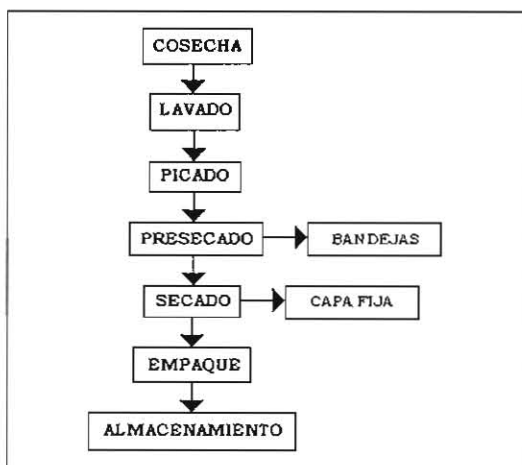 COSECHA
LAVADO
PICADO
PRESECADO
BANDEJAS
SECADO
CAPA FIJA
EMPAQUE
ALMACENAMIENTO